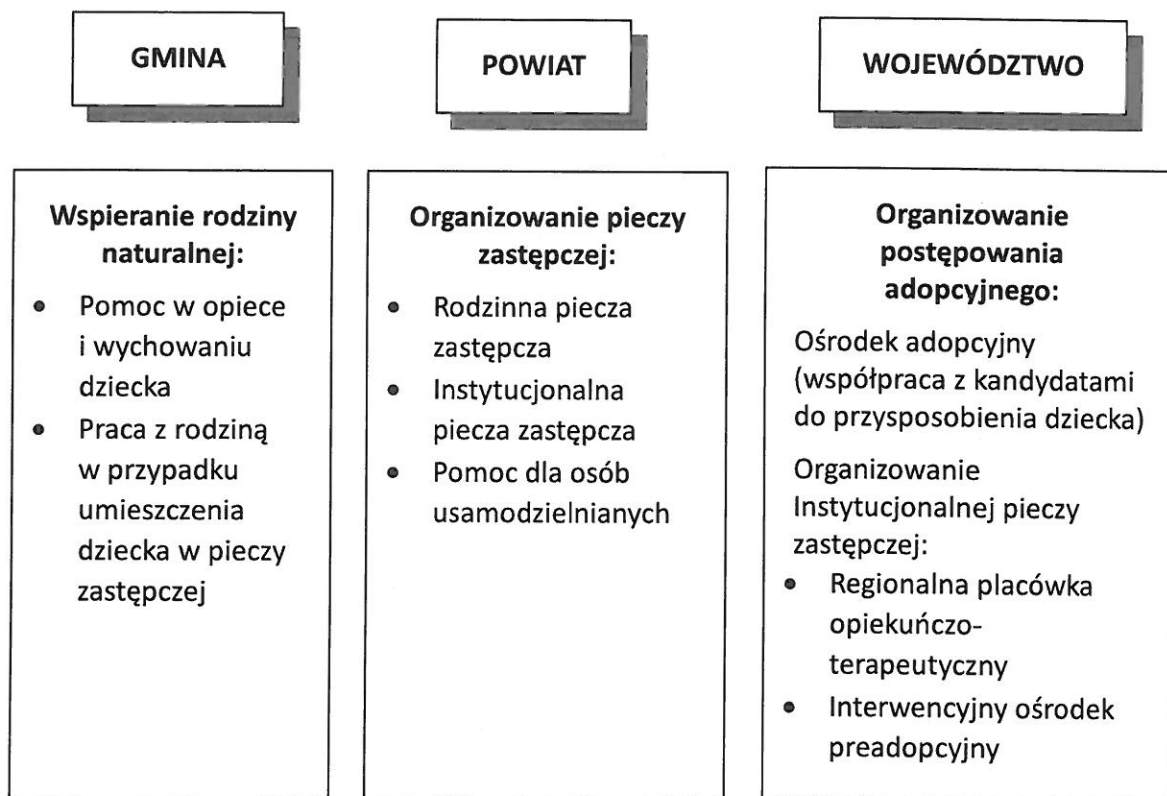 GMINA
POWIAT
WOJEWÓDZTWO
Wspieranie rodziny
naturalnej:
• Pomoc w opiece
i wychowaniu
dziecka
• Praca z rodziną
w przypadku
umieszczenia
dziecka w pieczy
zastępczej
Organizowanie pieczy
zastępczej:
• Rodzinna piecza
zastępcza
• Instytucjonalna
piecza zastępcza
• Pomoc dla osób
usamodzielnianych
Organizowanie
postępowania
adopcyjnego:
Ośrodek adopcyjny
(współpraca z kandydatami
do przysposobienia dziecka)
Organizowanie
Instytucjonalnej pieczy
zastępczej:
• Regionalna placówka
opiekuńczo-
terapeutyczny
• Interwencyjny ośrodek
preadopcyjny